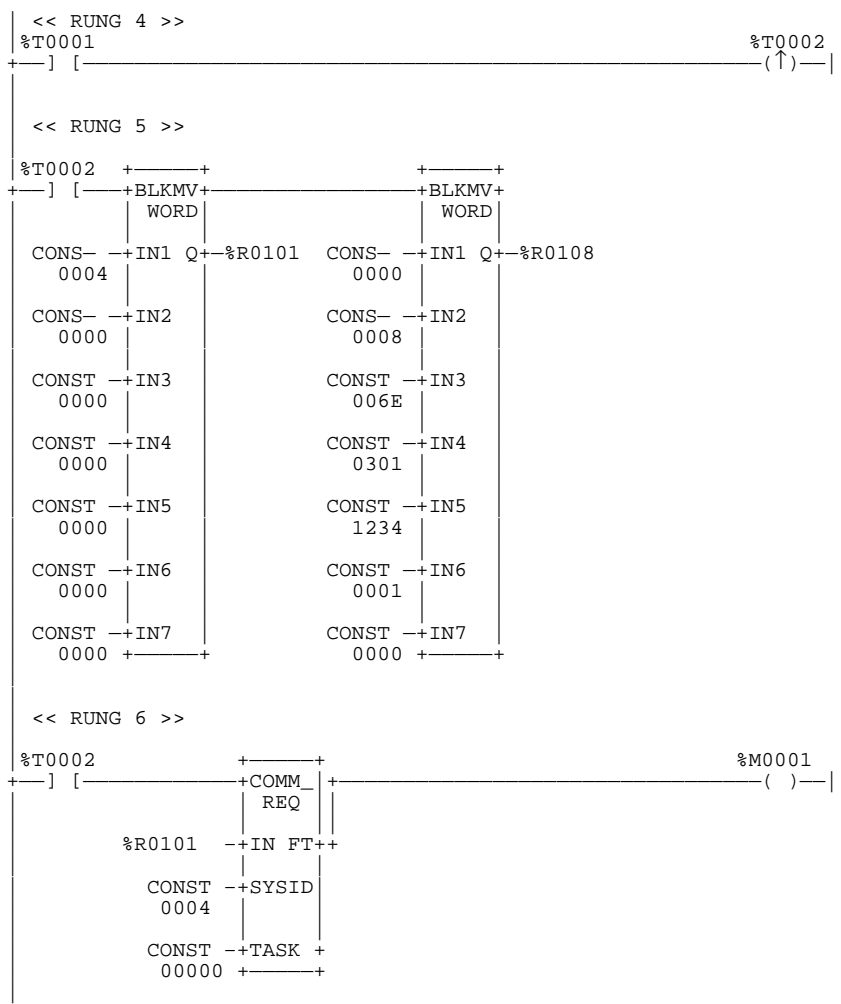 << RUNG 4 >>
%T0001 %T0002
] [ (↑)
<< RUNG 5 >>
%T0002
] [ BLKMV BLKMV
WORD WORD
CONS— IN1 Q %R0101 CONS— IN1 Q %R0108
0004 0000
CONS— IN2 CONS— IN2
0000 0008
CONST IN3 CONST IN3
0000 006E
CONST IN4 CONST IN4
0000 0301
CONST IN5 CONST IN5
0000 1234
CONST IN6 CONST IN6
0000 0001
CONST IN7 CONST IN7
0000 0000
<< RUNG 6 >>
%T0002 %M0001
] [ COMM_ ( )
REQ
%R0101 IN FT
CONST SYSID
0004
CONST TASK
00000